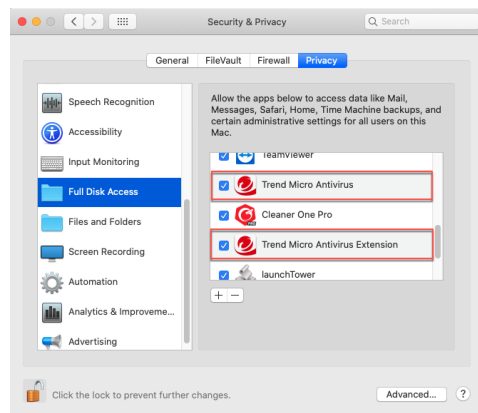 Security & Privacy
Search
General
FileVault
Firewall
Privacy
Speech Recognition
Accessibility
Input Monitoring
Full Disk Access
Files and Folders
Screen Recording
Automation
Analytics & Improveme...
Advertising
Allow the apps below to access data like Mail,
Messages, Safari, Home, Time Machine backups, and
certain administrative settings for all users on this
Mac.
TeamViewer
Trend Micro Antivirus
Cleaner One Pro
Trend Micro Antivirus Extension
launchTower
+ −
Click the lock to prevent further changes.
Advanced...
?